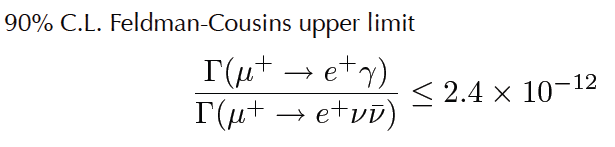 90% C.L. Feldman-Cousins upper limit
Γ(μ⁺ → e⁺γ)
Γ(μ⁺ → e⁺νν̄) ≤ 2.4 × 10⁻¹²